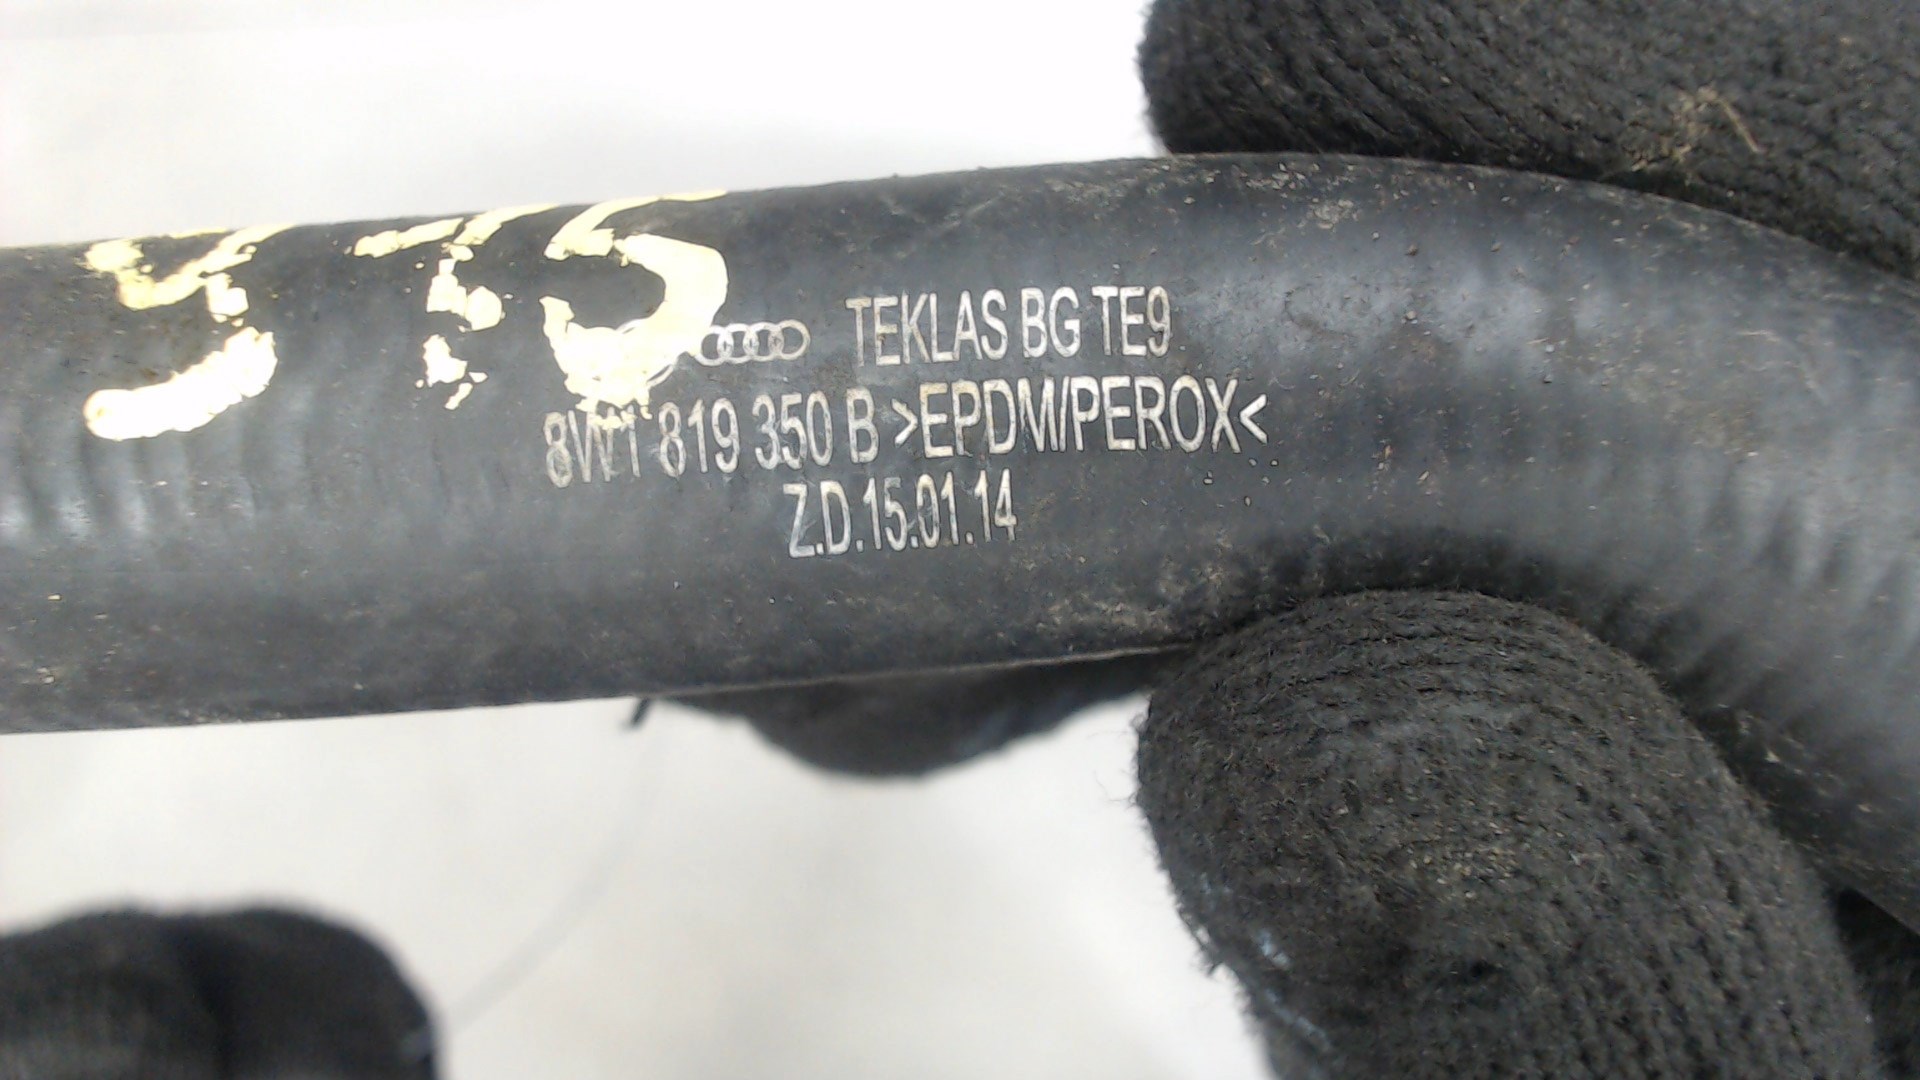 TEKLAS BG TE9
8W1 819 350 B >EPDM/PEROX<
Z.D.15.01.14